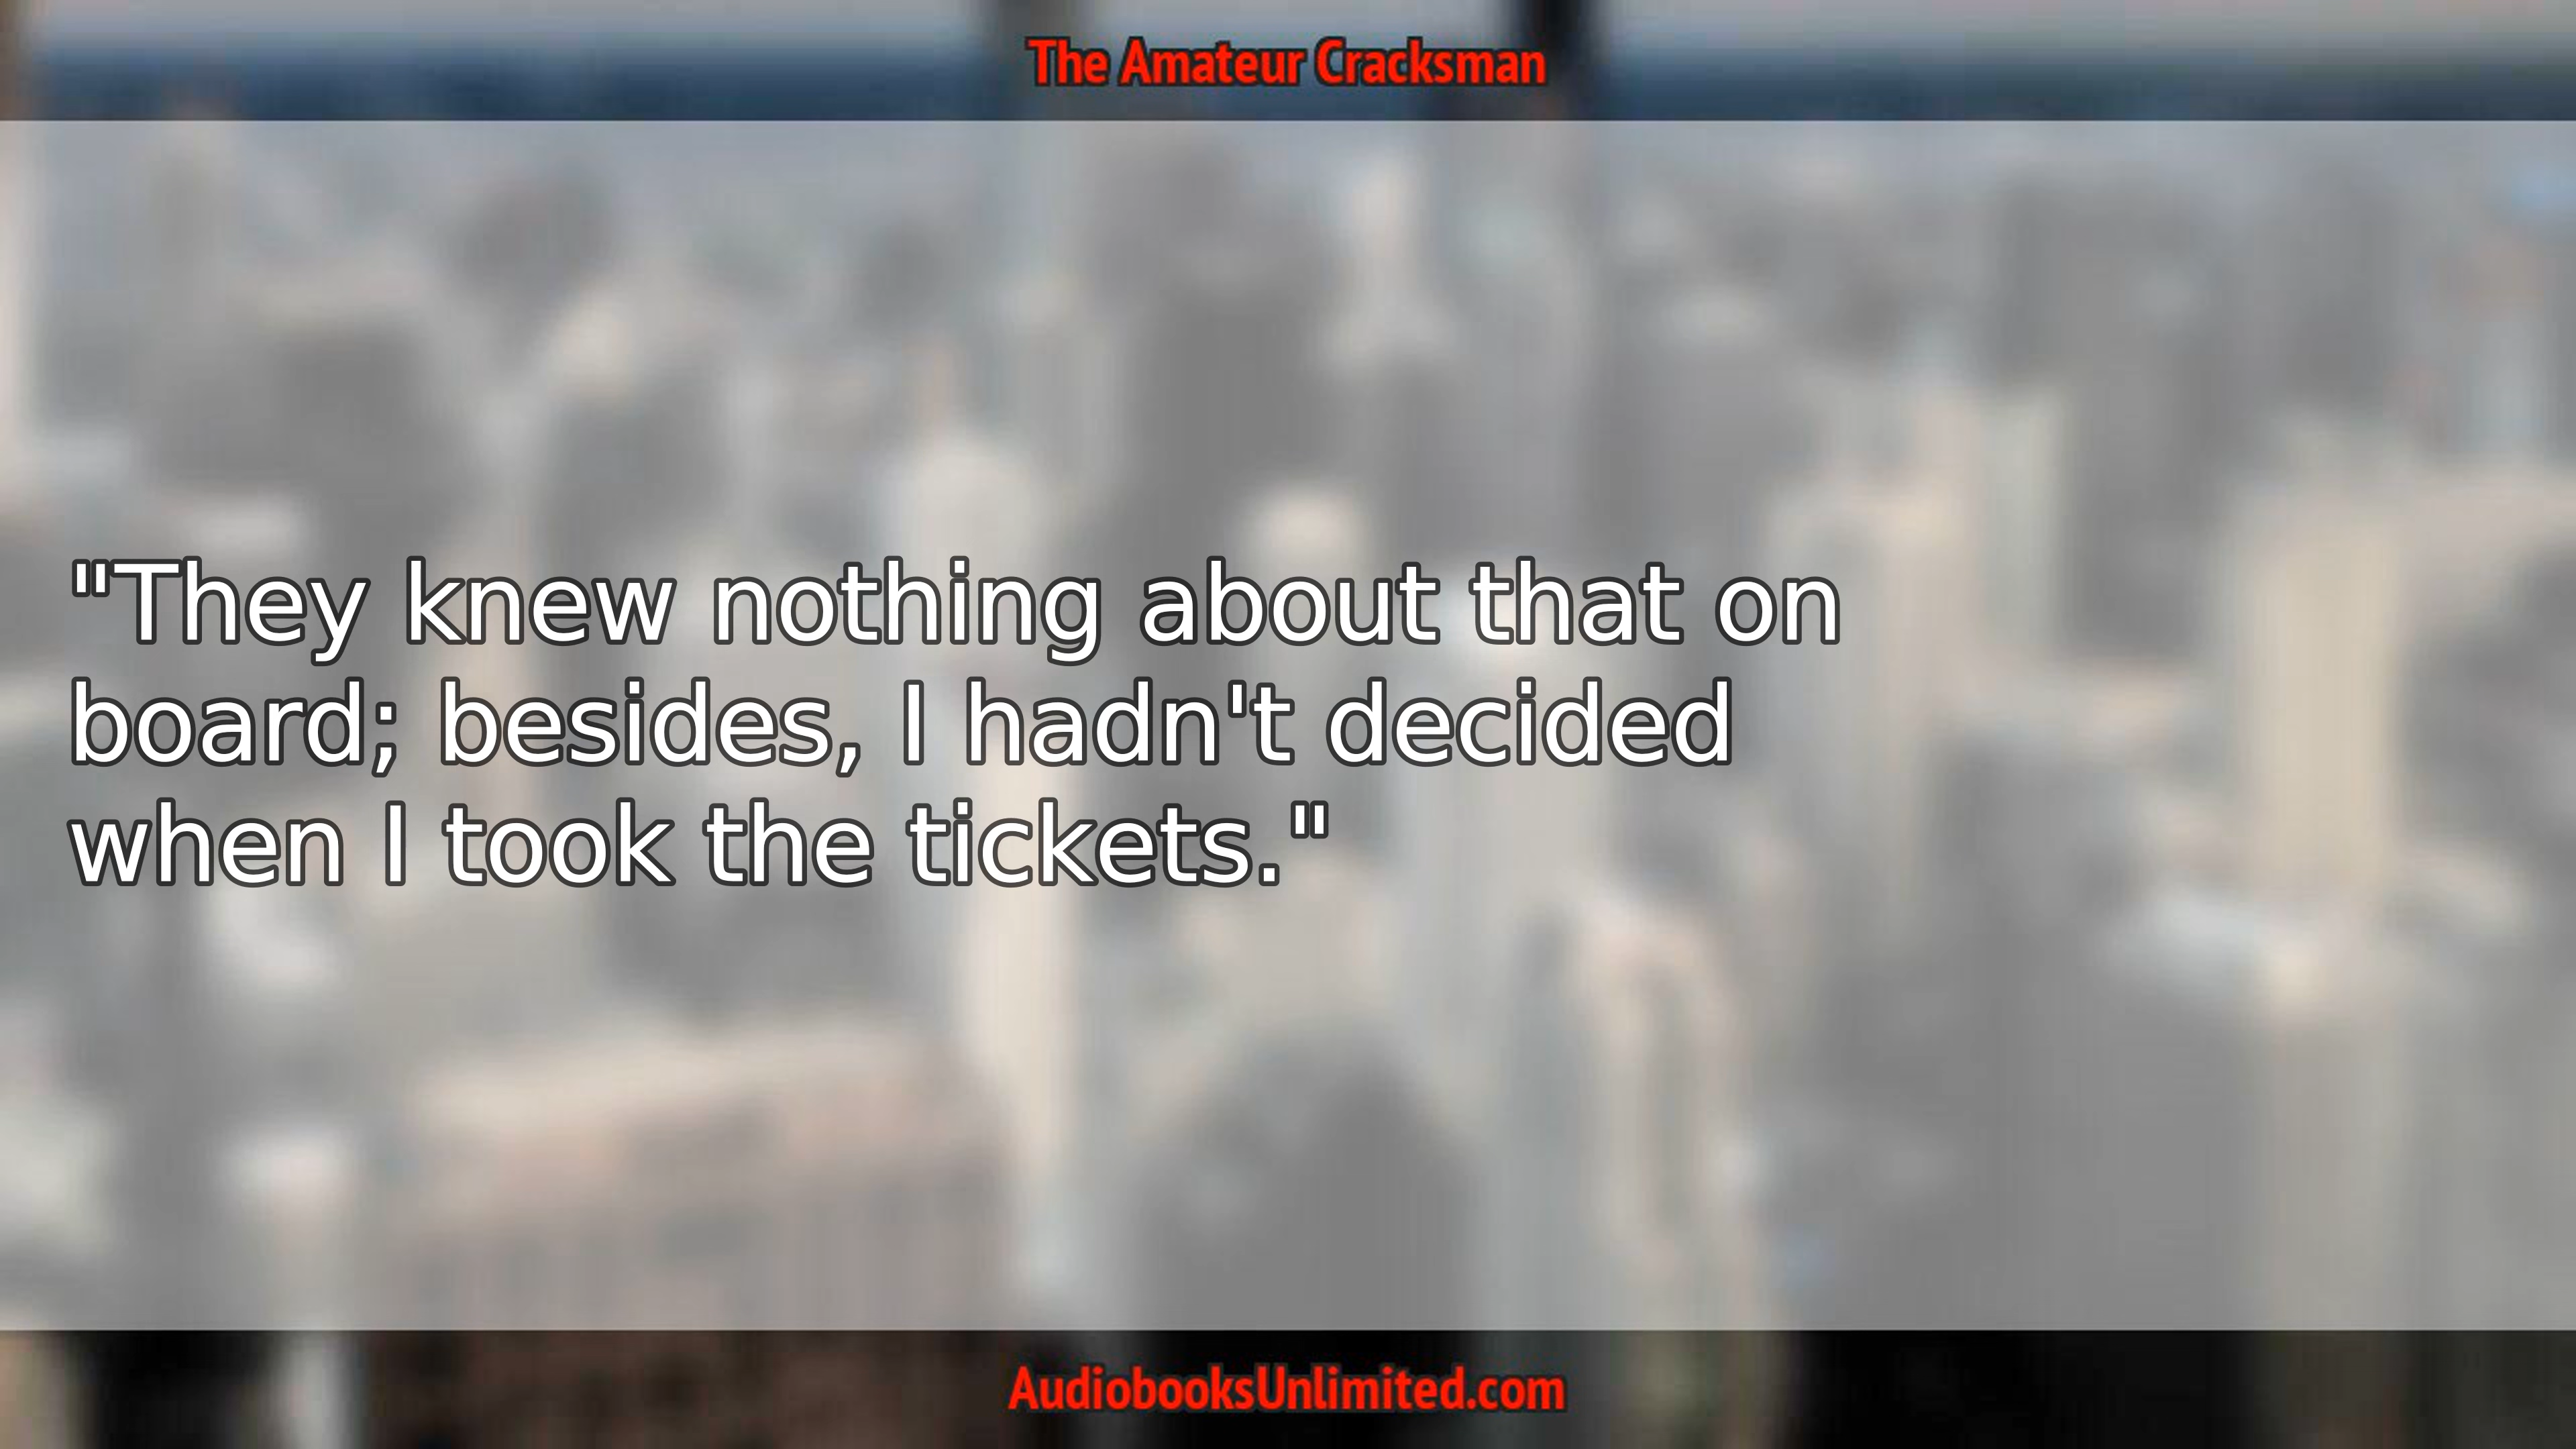 The Amateur Cracksman
"They knew nothing about that on
board; besides, I hadn't decided
when I took the tickets."
AudiobooksUnlimited.com